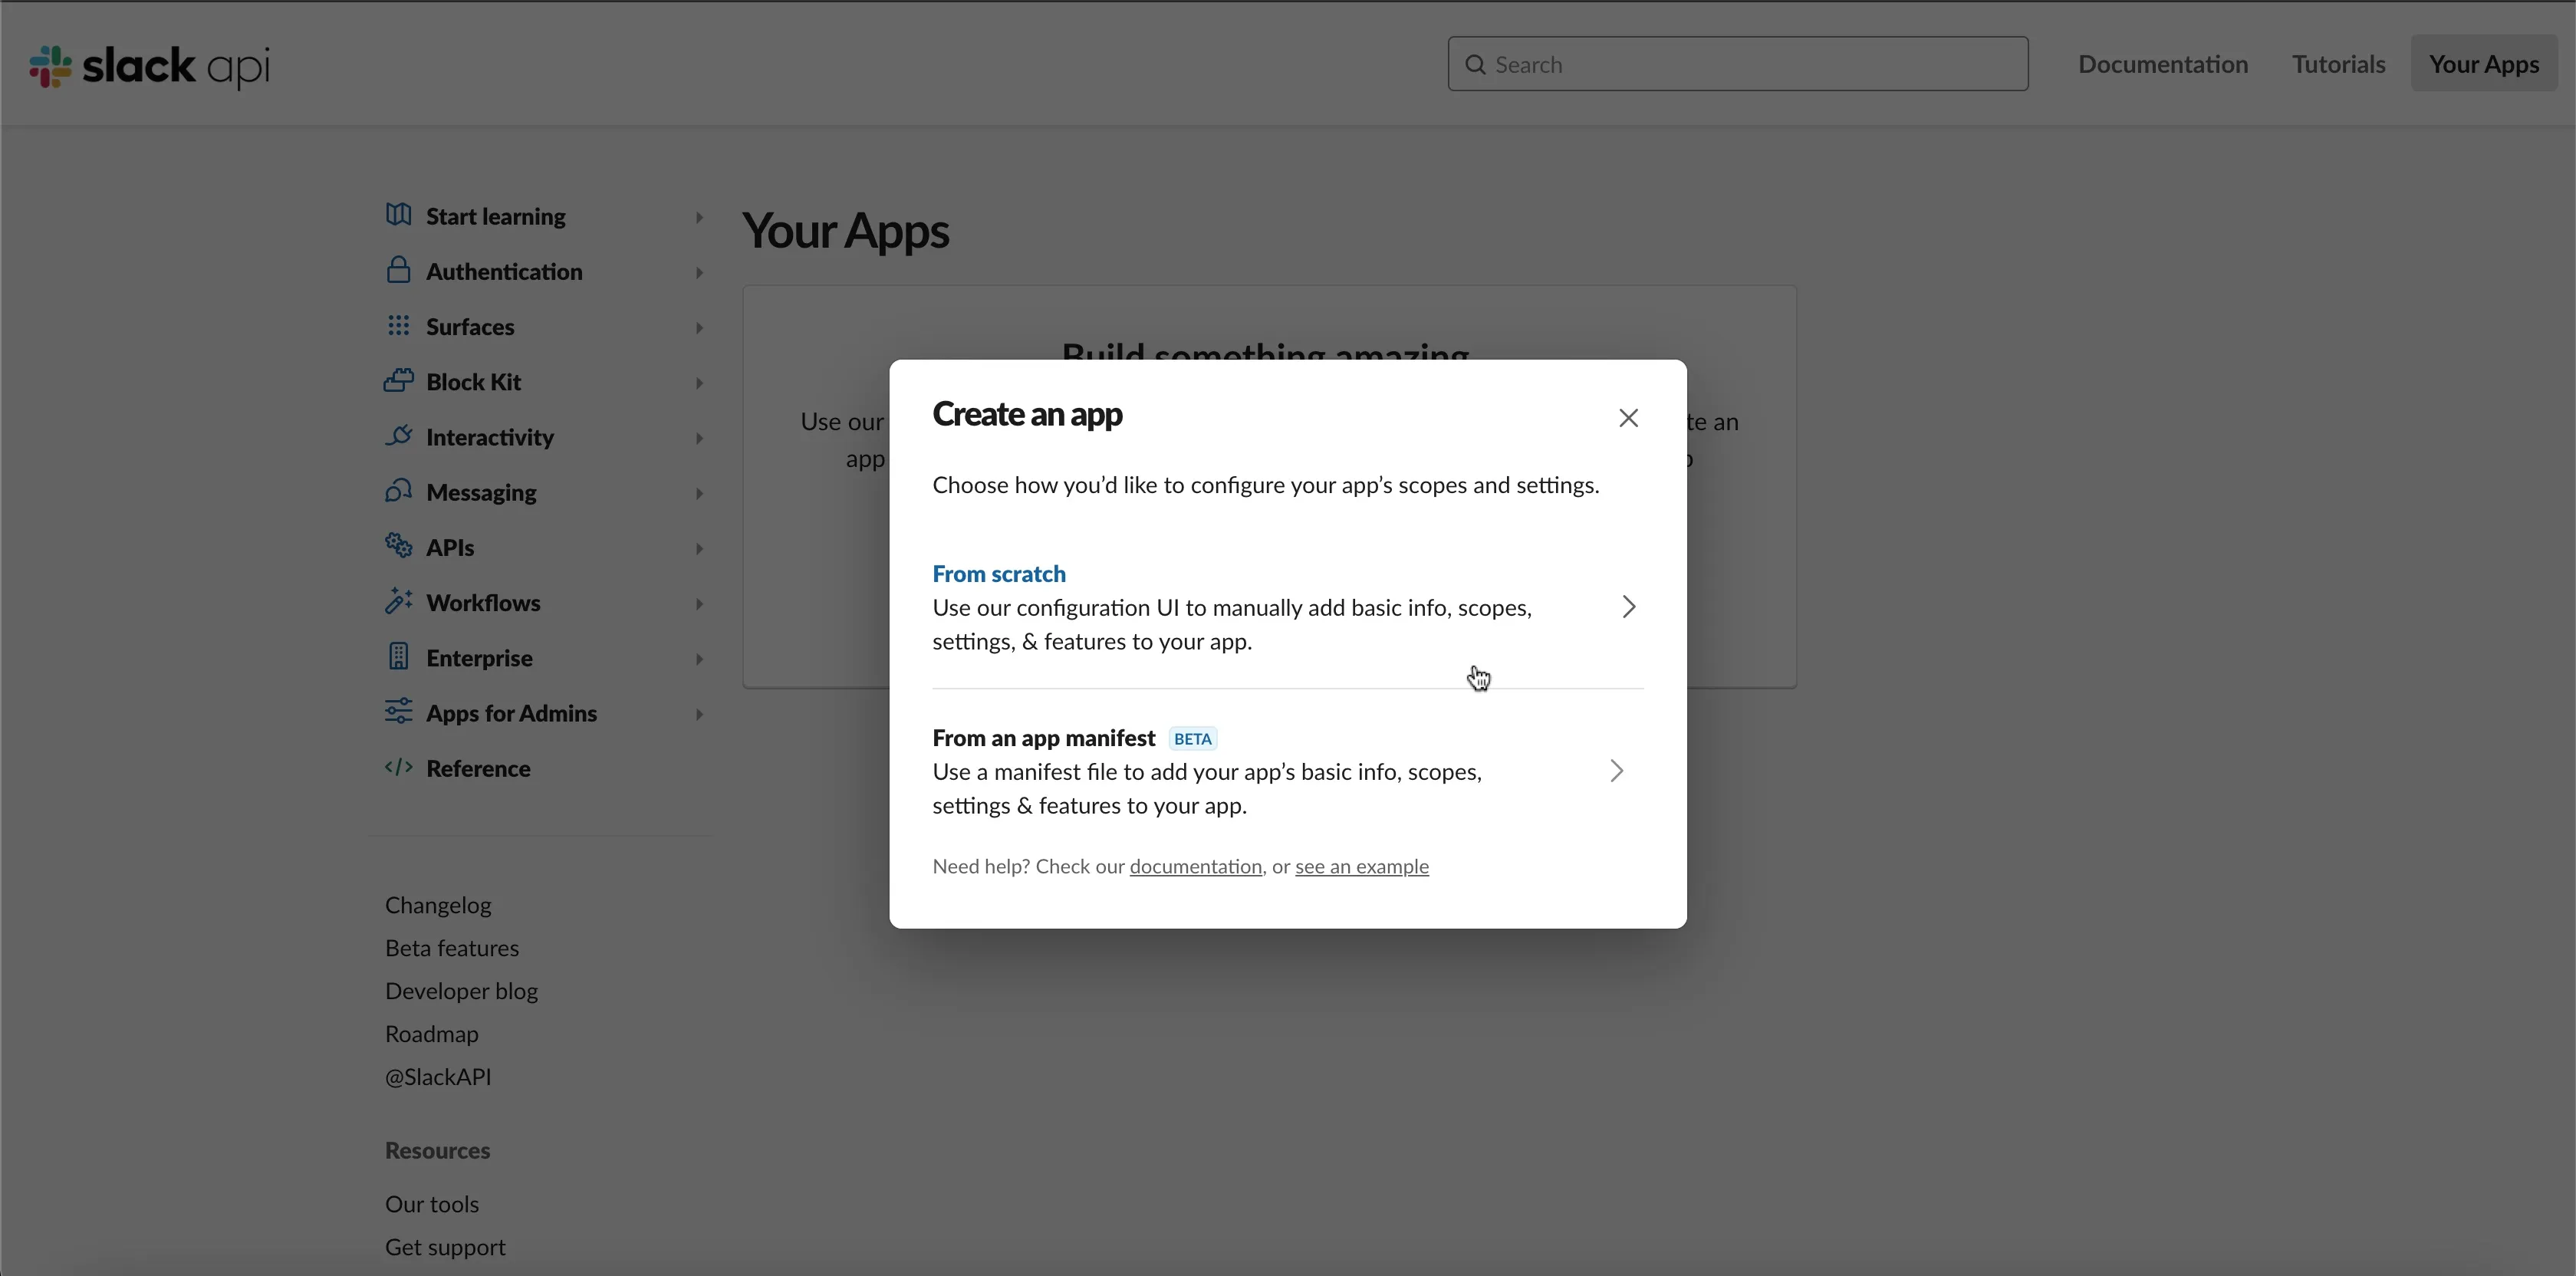 slack api
Search
Documentation
Tutorials
Your Apps
Start learning
Authentication
Surfaces
Block Kit
Interactivity
Messaging
APIs
Workflows
Enterprise
Apps for Admins
Reference
Changelog
Beta features
Developer blog
Roadmap
@SlackAPI
Resources
Our tools
Get support
Your Apps
Build something amazing
Use our
te an
app
Create an app
Choose how you’d like to configure your app’s scopes and settings.
From scratch
Use our configuration UI to manually add basic info, scopes,
settings, & features to your app.
From an app manifest BETA
Use a manifest file to add your app’s basic info, scopes,
settings & features to your app.
Need help? Check our documentation, or see an example